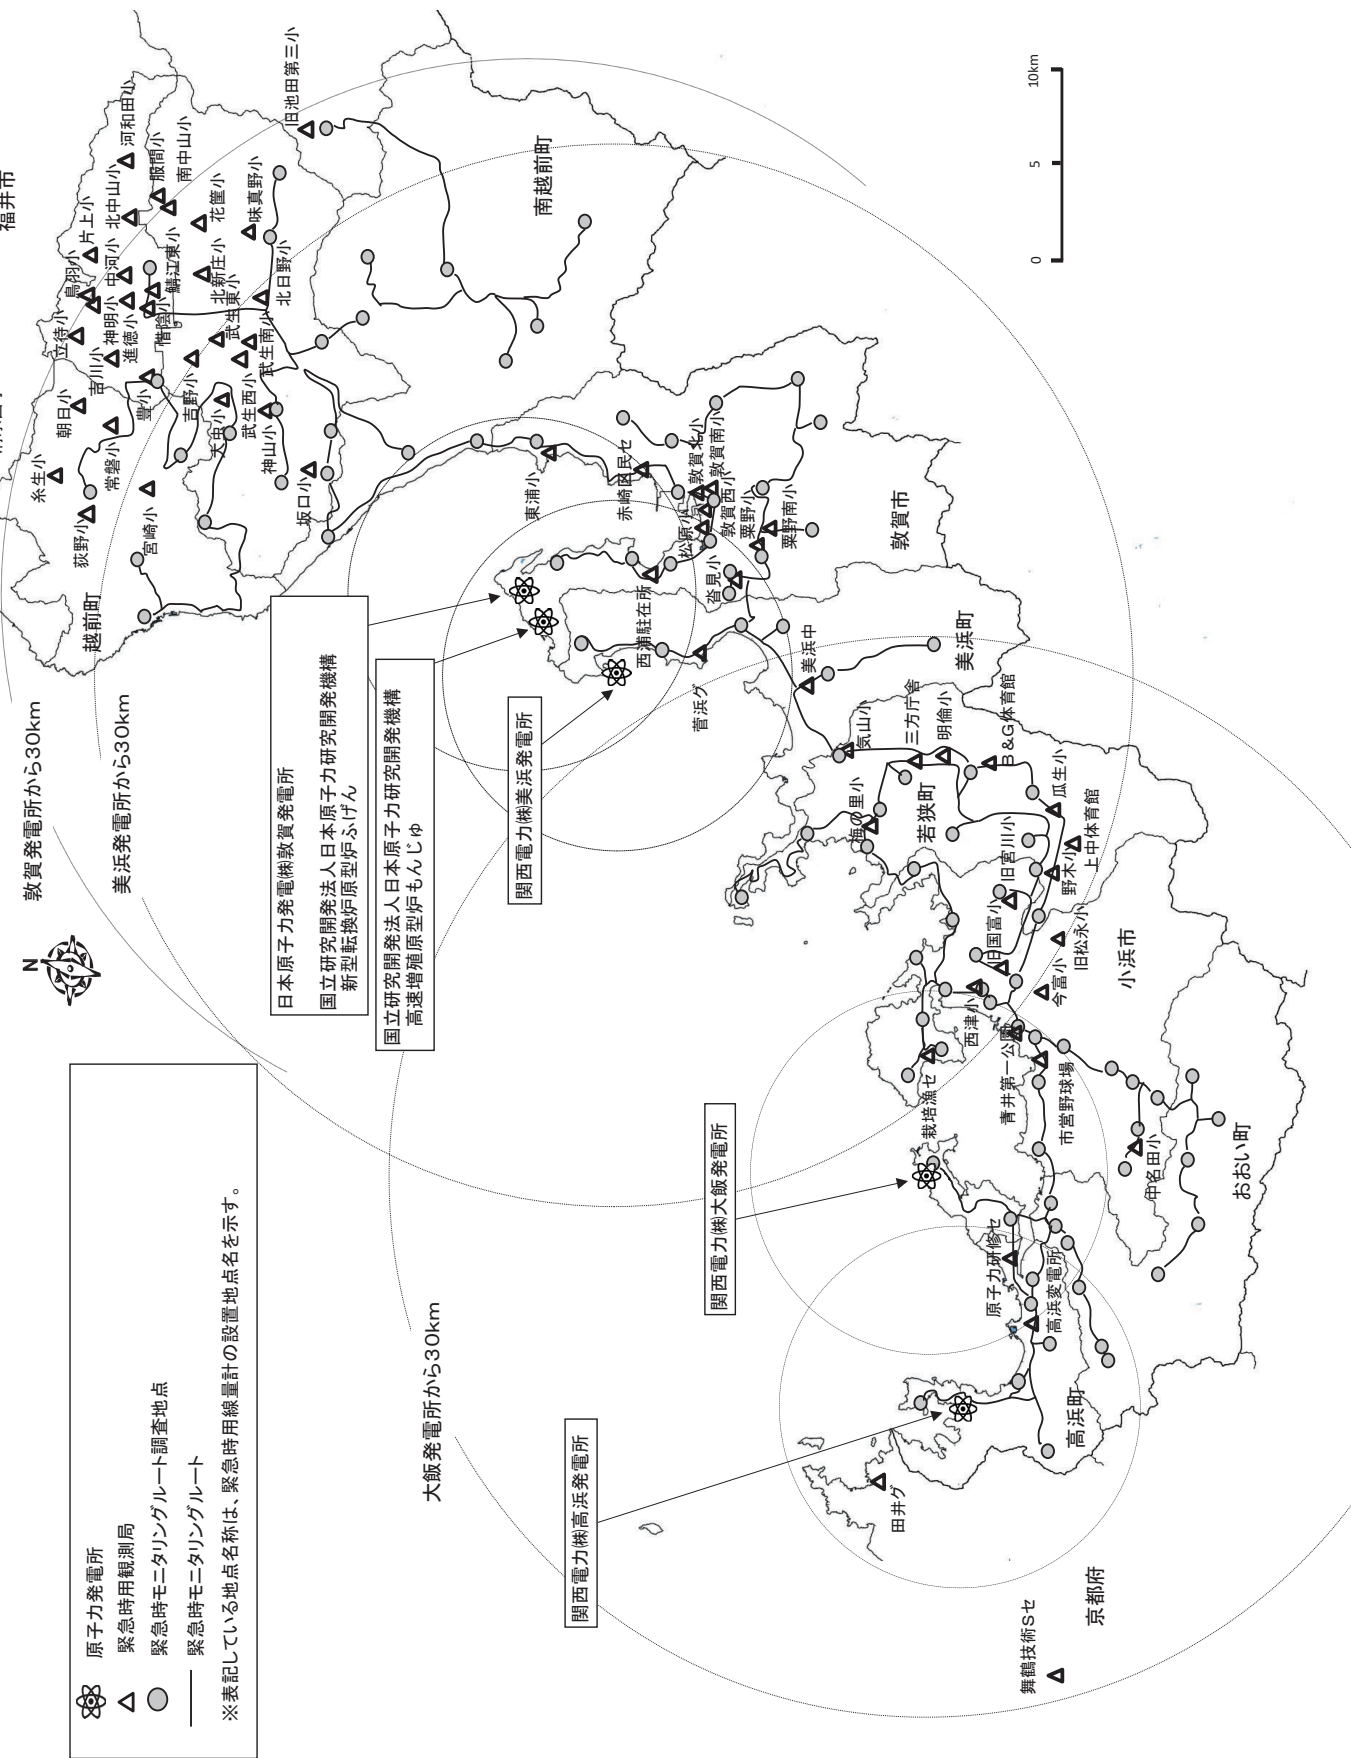 原子力発電所
緊急時用観測局
緊急時モニタリングルート調査地点
緊急時モニタリングルート
※表記している地点名称は、緊急時用線量計の設置地点名を示す。
N
敦賀発電所から30km
美浜発電所から30km
大飯発電所から30km
日本原子力発電㈱敦賀発電所
国立研究開発法人日本原子力研究開発機構
新型転換炉原型炉ふげん
国立研究開発法人日本原子力研究開発機構
高速増殖原型炉もんじゅ
関西電力㈱美浜発電所
関西電力㈱大飯発電所
関西電力㈱高浜発電所
福井市
越前町
南越前町
敦賀市
美浜町
若狭町
小浜市
おおい町
高浜町
京都府
糸生小
朝日小
立待小
鳥羽小
片上小
河和田小
荻野小
常磐小
吉川小
神明小
中河小
北中山小
服間小
南中山小
宮崎小
豊小
進徳小
惜陰小
鯖江東小
花筐小
味真野小
旧池田第三小
吉野小
大虫小
武生西小
武生東小
武生南小
北新庄小
北日野小
神山小
坂口小
東浦小
赤崎区民セ
敦賀北小
敦賀南小
敦賀西小
松原小
粟野小
粟野南小
沓見小
西浦駐在所
菅浜グ
美浜中
気山小
三方庁舎
明倫小
B&G体育館
海の里小
瓜生小
上中体育館
旧宮川小
野木小
旧国富小
旧松永小
今富小
西津小
青井第一公園
市営野球場
栽培漁セ
中名田小
原子力研修セ
高浜変電所
田井グ
舞鶴技術Sセ
0
5
10km